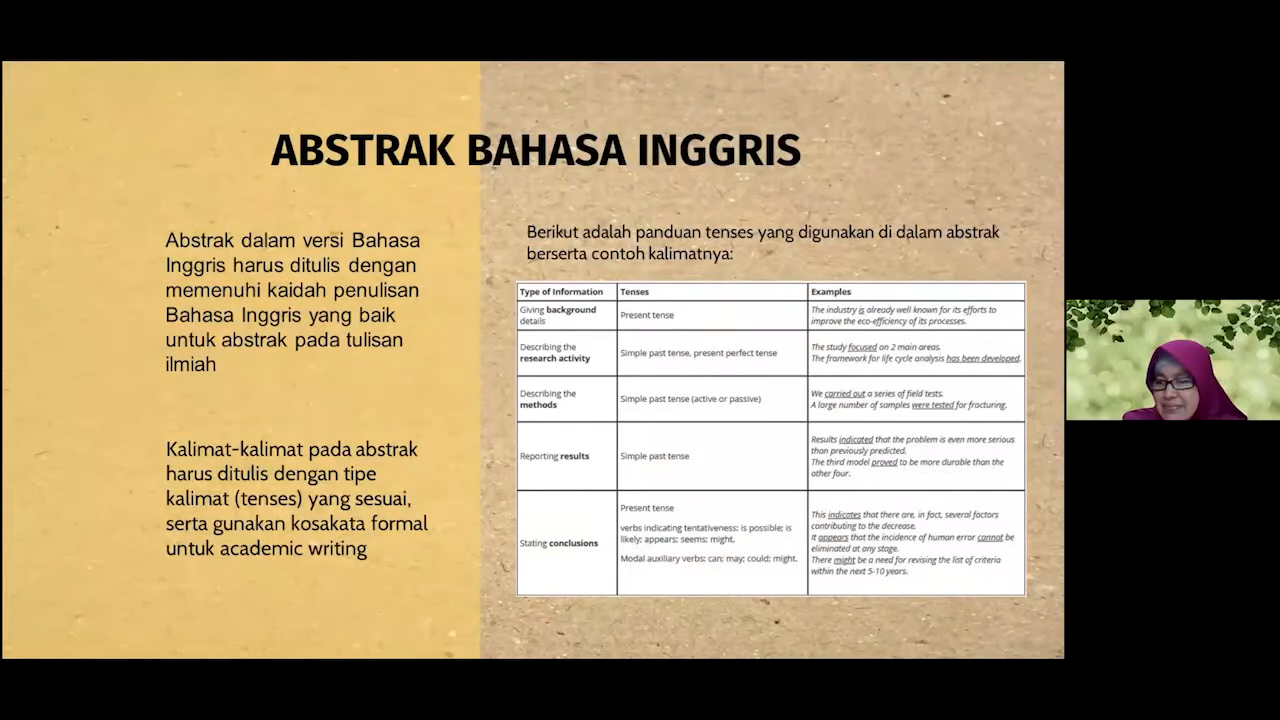 ABSTRAK BAHASA INGGRIS
Abstrak dalam versi Bahasa
Inggris harus ditulis dengan
memenuhi kaidah penulisan
Bahasa Inggris yang baik
untuk abstrak pada tulisan
ilmiah
Kalimat-kalimat pada abstrak
harus ditulis dengan tipe
kalimat (tenses) yang sesuai,
serta gunakan kosakata formal
untuk academic writing
Berikut adalah panduan tenses yang digunakan di dalam abstrak
berserta contoh kalimatnya:
Type of Information Tenses Examples
Giving background
details
Present tense
The industry is already well known for its efforts to
improve the eco-efficiency of its processes.
Describing the
research activity
Simple past tense, present perfect tense
The study focused on 2 main areas.
The framework for life cycle analysis has been developed.
Describing the
methods
Simple past tense (active or passive)
We carried out a series of field tests.
A large number of samples were tested for fracturing.
Reporting results
Simple past tense
Results indicated that the problem is even more serious
than previously predicted.
The third model proved to be more durable than the
other four.
Stating conclusions
Present tense
verbs indicating tentativeness: is possible; is
likely; appears; seems; might.
Modal auxiliary verbs: can; may; could; might.
This indicates that there are, in fact, several factors
contributing to the decrease.
It appears that the incidence of human error cannot be
eliminated at any stage.
There might be a need for revising the list of criteria
within the next 5-10 years.